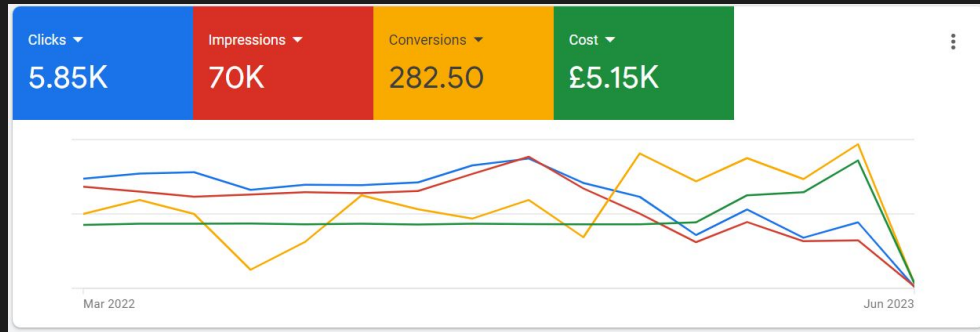 Clicks
5.85K
Impressions
70K
Conversions
282.50
Cost
£5.15K
Mar 2022
Jun 2023